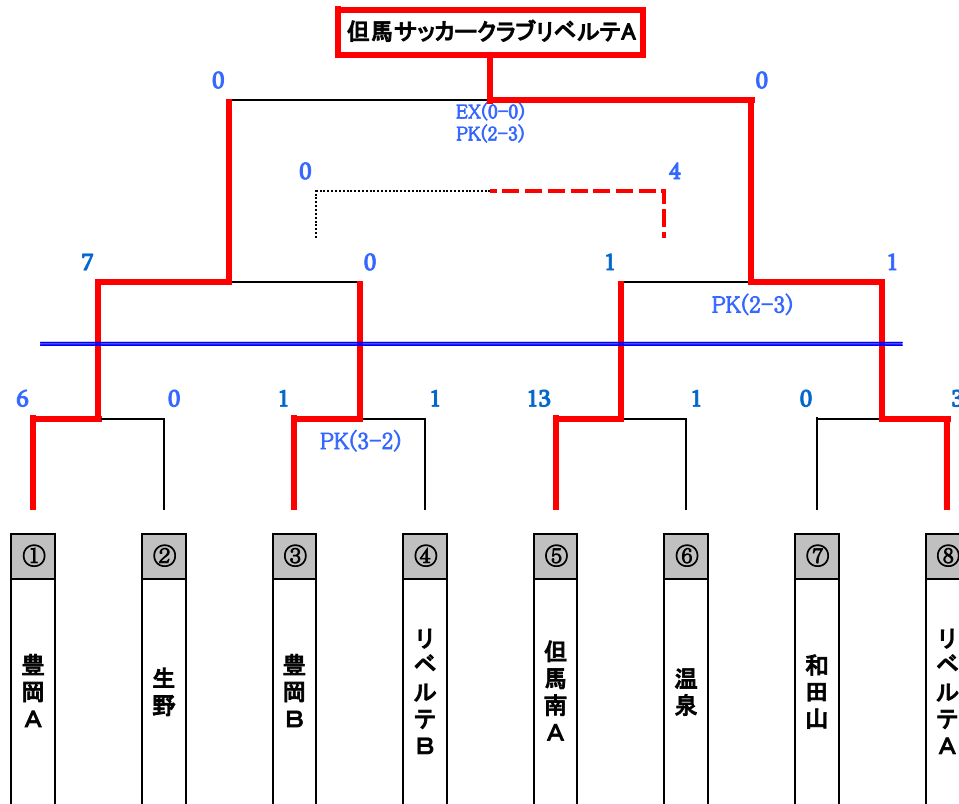 但馬サッカークラブリベルテA
0 0
EX(0-0)
PK(2-3)
0 4
7 0 1 1
PK(2-3)
6 0 1 1 13 1 0 3
PK(3-2)
① ② ③ ④ ⑤ ⑥ ⑦ ⑧
豊岡A
生野
豊岡B
リベルテB
但馬南A
温泉
和田山
リベルテA